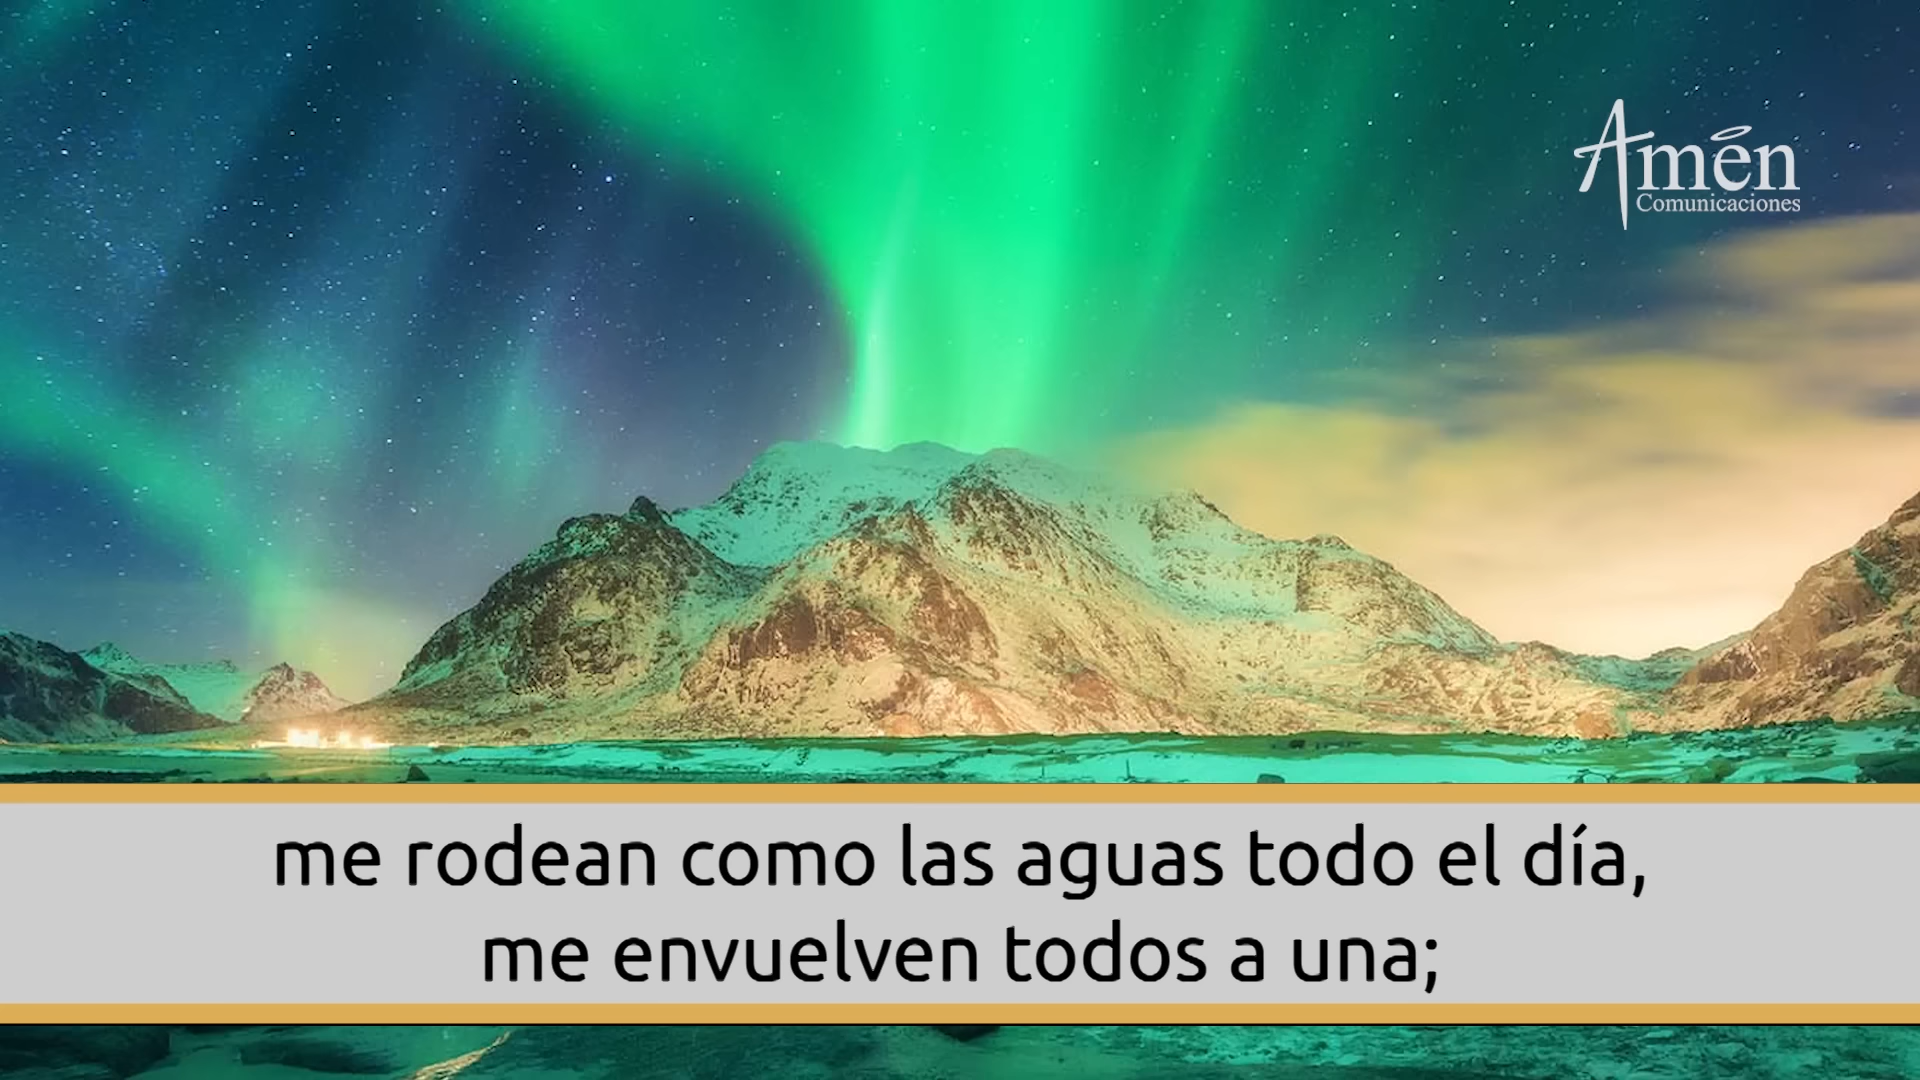 Amén
Comunicaciones
me rodean como las aguas todo el día,
me envuelven todos a una;